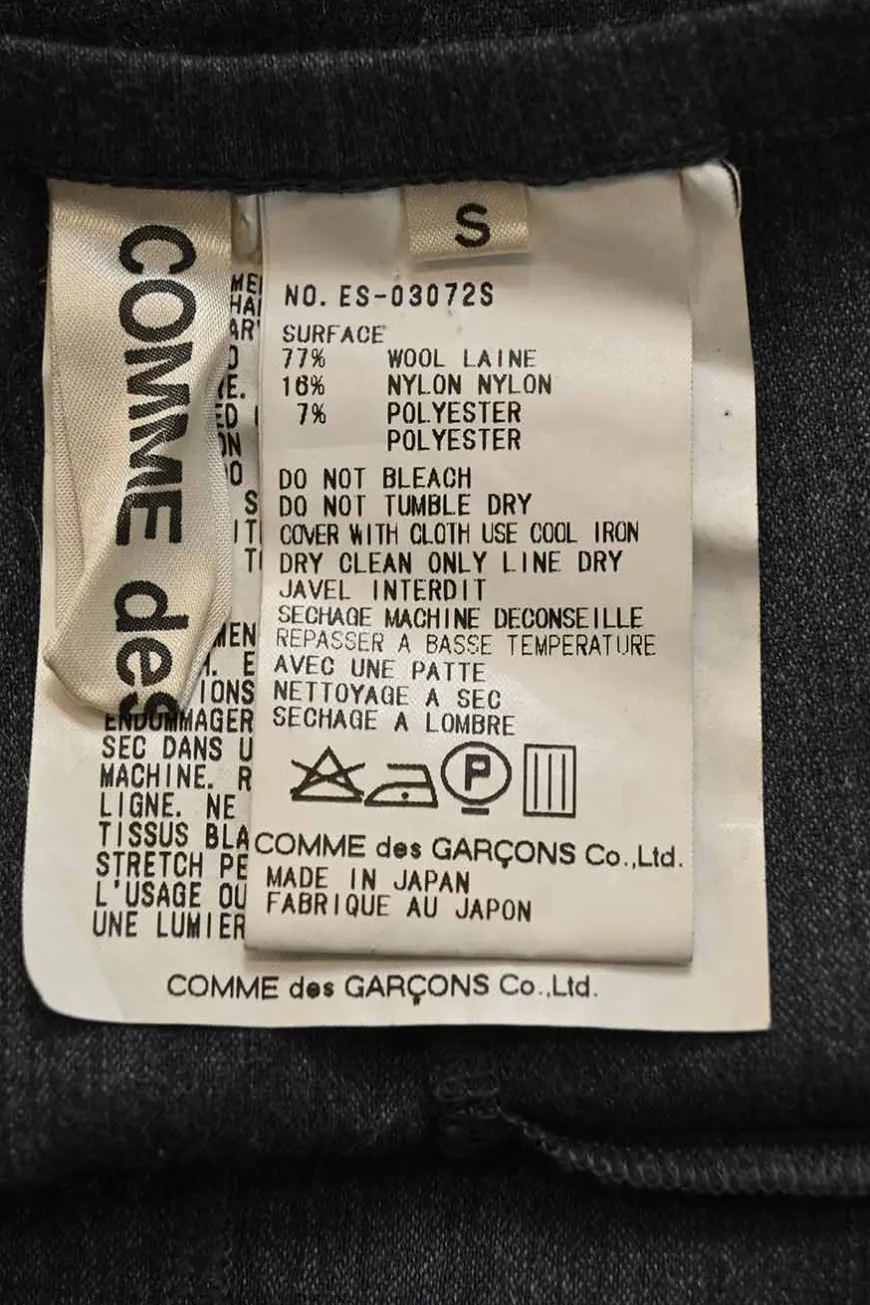 COMME des
S
NO. ES-03072S
SURFACE
77% WOOL LAINE
16% NYLON NYLON
7% POLYESTER
POLYESTER
DO NOT BLEACH
DO NOT TUMBLE DRY
COVER WITH CLOTH USE COOL IRON
DRY CLEAN ONLY LINE DRY
JAVEL INTERDIT
SECHAGE MACHINE DECONSEILLE
REPASSER A BASSE TEMPERATURE
AVEC UNE PATTE
NETTOYAGE A SEC
SECHAGE A LOMBRE
P
COMME des GARÇONS Co.,Ltd.
MADE IN JAPAN
FABRIQUE AU JAPON
IONS
ENDOMMAGER
SEC DANS U
MACHINE. R
LIGNE. NE
TISSUS BLA
STRETCH PE
L'USAGE OU
UNE LUMIER
COMME des GARÇONS Co.,Ltd.